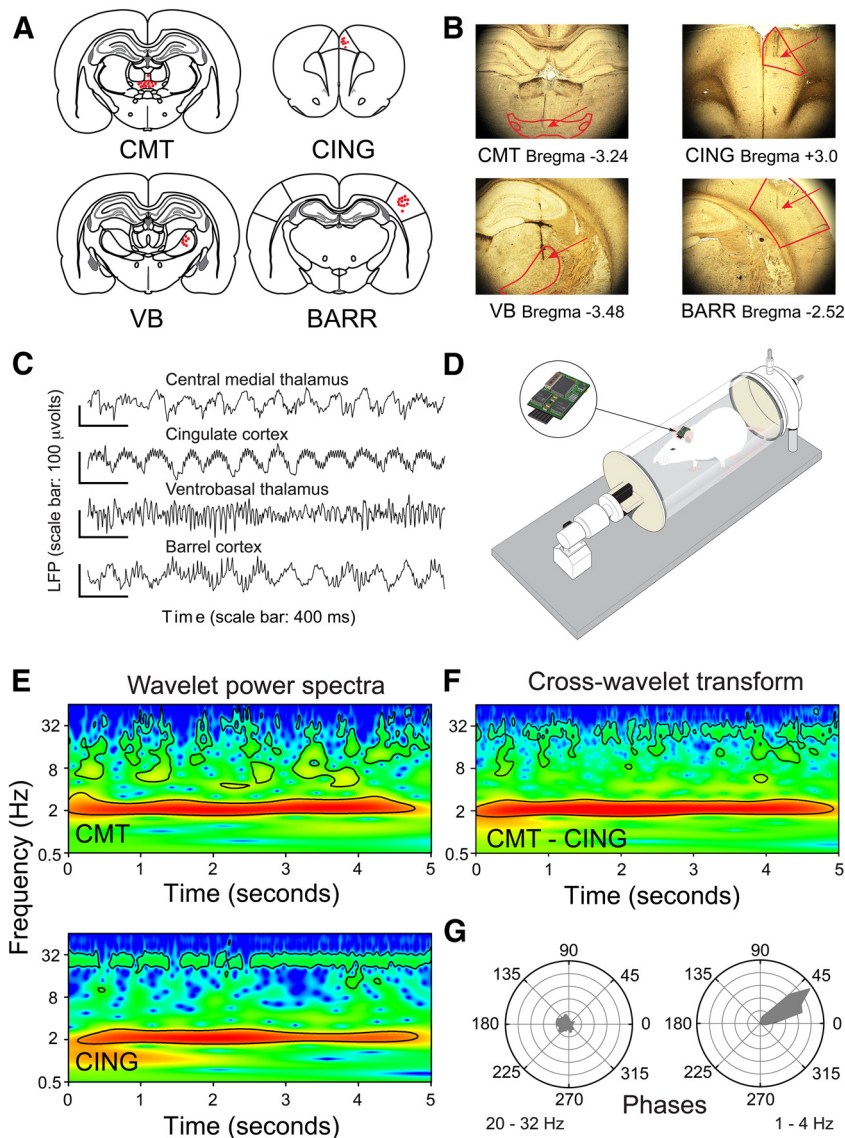 A
CMT
CING
VB
BARR
B
CMT Bregma -3.24
CING Bregma +3.0
VB Bregma -3.48
BARR Bregma -2.52
C
LFP (scale bar: 100 µvolts)
Central medial thalamus
Cingulate cortex
Ventrobasal thalamus
Barrel cortex
Time (scale bar: 400 ms)
D
E
Wavelet power spectra
Frequency (Hz)
32
8
2
0.5
CMT
0 1 2 3 4 5
Time (seconds)
32
8
2
0.5
CING
0 1 2 3 4 5
Time (seconds)
F
Cross-wavelet transform
32
8
2
0.5
CMT - CING
0 1 2 3 4 5
Time (seconds)
G
90
135 45
180 0
225 315
270
20 - 32 Hz
90
135 45
180 0
225 315
270
1 - 4 Hz
Phases